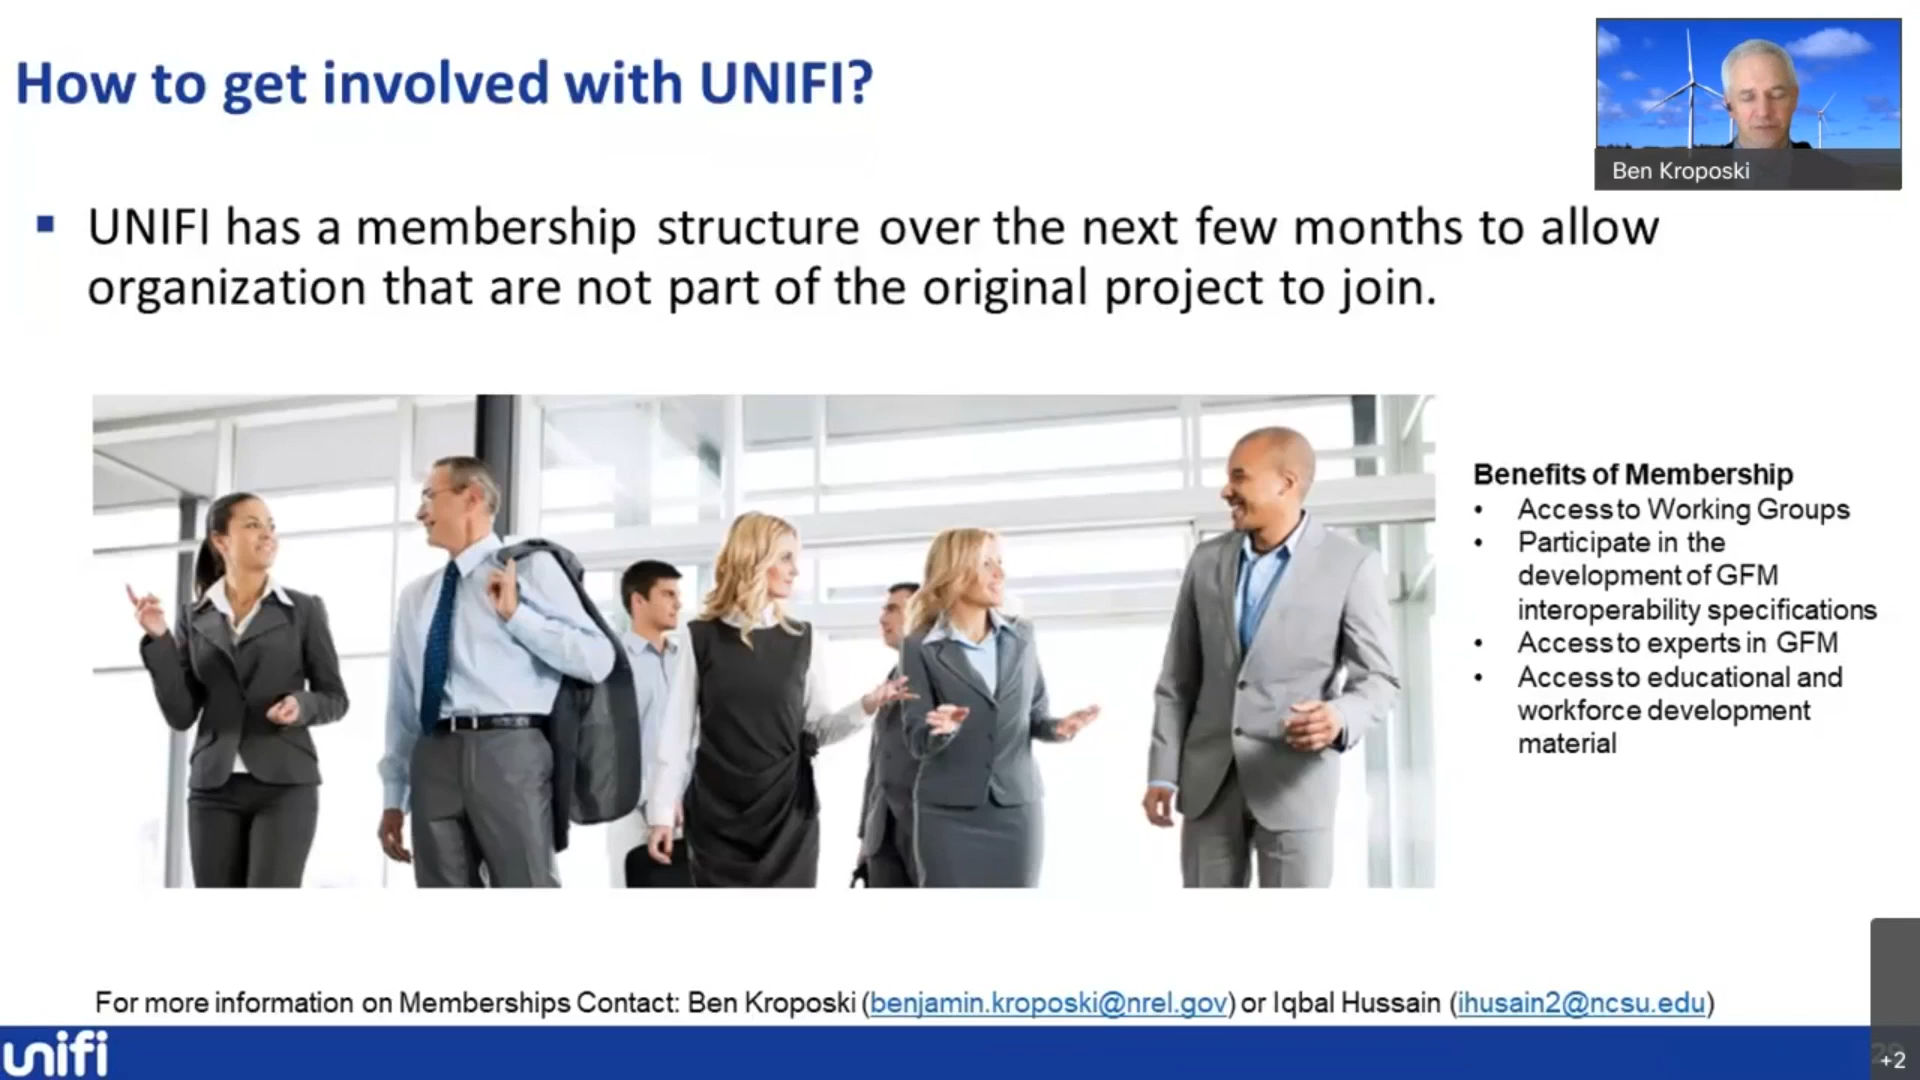 How to get involved with UNIFI?
Ben Kroposki
▪ UNIFI has a membership structure over the next few months to allow
organization that are not part of the original project to join.
Benefits of Membership
• Access to Working Groups
• Participate in the
development of GFM
interoperability specifications
• Access to experts in GFM
• Access to educational and
workforce development
material
For more information on Memberships Contact: Ben Kroposki (benjamin.kroposki@nrel.gov) or Iqbal Hussain (ihusain2@ncsu.edu)
unifi
+2